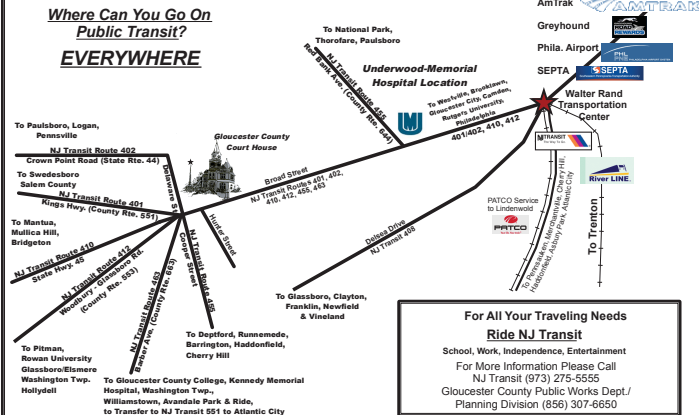 Where Can You Go On
Public Transit?
EVERYWHERE
To National Park,
Thorofare, Paulsboro
NJ Transit Route 455
Red Bank Ave. (County Rte. 644)
Underwood-Memorial
Hospital Location
To Westville, Brooklawn,
Gloucester City, Camden,
Rutgers University,
Philadelphia
401/402, 410, 412
AmTrak
AMTRAK
Greyhound
ROAD
REWARDS
Phila. Airport
PHL
SEPTA
SEPTA
Walter Rand
Transportation
Center
NJ TRANSIT
The Way To Go
River LINE
To Trenton
PATCO Service
to Lindenwold
PATCO
To Pennsauken, Merchantville, Cherry Hill,
Haddonfield, Asbury Park, Atlantic City
To Paulsboro, Logan,
Pennsville
NJ Transit Route 402
Crown Point Road (State Rte. 44)
Gloucester County
Court House
Delaware St.
To Swedesboro
Salem County
NJ Transit Route 401
Kings Hwy. (County Rte. 551)
Broad Street
NJ Transit Routes 401, 402,
410, 412, 455, 463
To Mantua,
Mullica Hill,
Bridgeton
NJ Transit Route 410
State Hwy. 45
NJ Transit Route 412
Woodbury - Glassboro Rd.
(County Rte. 553)
NJ Transit Route 463
Barber Ave. (County Rte. 663)
NJ Transit Route 455
Cooper Street
Hunter Street
Delsea Drive
NJ Transit 408
To Glassboro, Clayton,
Franklin, Newfield
& Vineland
To Deptford, Runnemede,
Barrington, Haddonfield,
Cherry Hill
To Pitman,
Rowan University
Glassboro/Elsmere
Washington Twp.
Hollydell
To Gloucester County College, Kennedy Memorial
Hospital, Washington Twp.,
Williamstown, Avandale Park & Ride,
to Transfer to NJ Transit 551 to Atlantic City
For All Your Traveling Needs
Ride NJ Transit
School, Work, Independence, Entertainment
For More Information Please Call
NJ Transit (973) 275-5555
Gloucester County Public Works Dept./
Planning Division (856) 307-6650